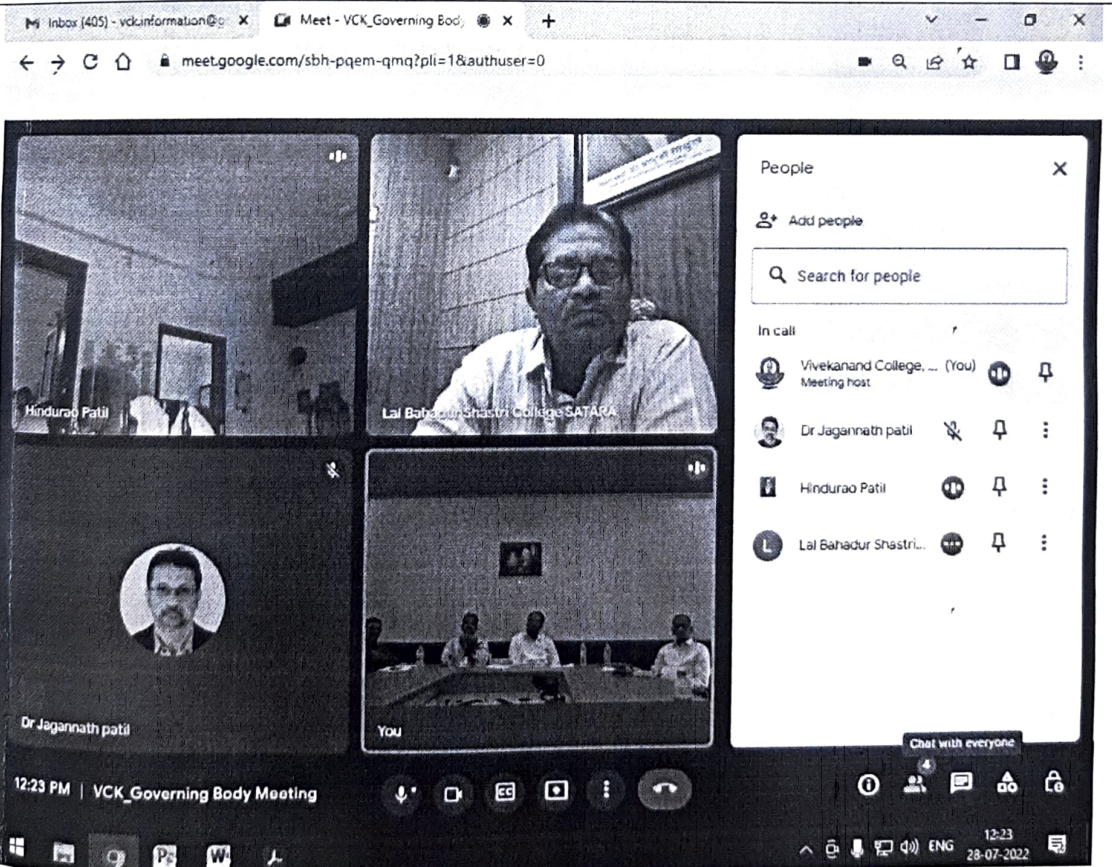 Inbox (405) - vck.information@g
Meet - VCK_Governing Body
meet.google.com/sbh-pqem-qmq?pli=1&authuser=0
Hindurao Patil
Lal Bahadur Shastri College SATARA
Dr Jagannath patil
You
People
Add people
Search for people
In call
Vivekanand College, ... (You)
Meeting host
Dr Jagannath patil
Hindurao Patil
L
Lal Bahadur Shastri...
Chat with everyone
4
12:23 PM | VCK_Governing Body Meeting
CC
W
ENG
12:23
28-07-2022